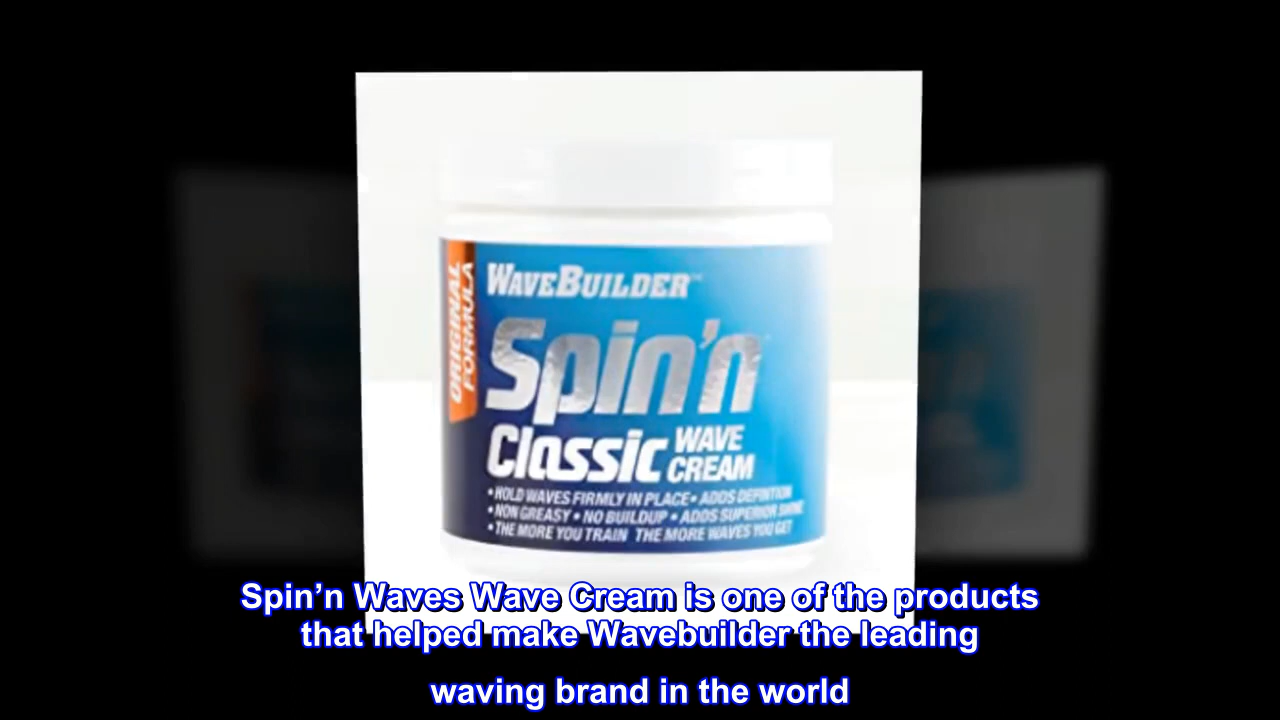 ORIGINAL
FORMULA
WAVEBUILDER™
Spin'n
Classic WAVE
CREAM
• HOLD WAVES FIRMLY IN PLACE • ADDS DEFINITION
• NON GREASY • NO BUILDUP • ADDS SUPERIOR SHINE
• THE MORE YOU TRAIN THE MORE WAVES YOU GET
Spin’n Waves Wave Cream is one of the products
that helped make Wavebuilder the leading
waving brand in the world